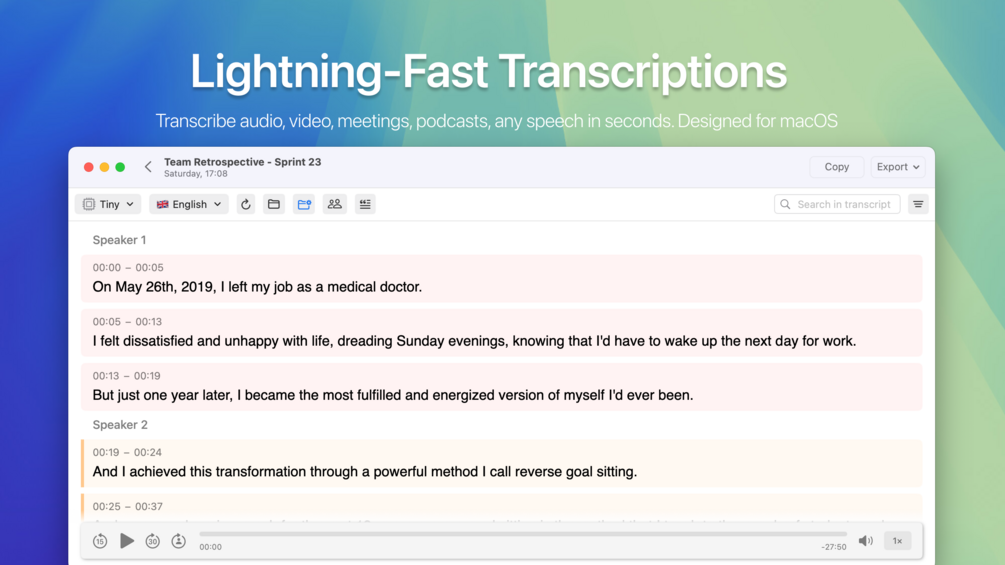 Lightning-Fast Transcriptions
Transcribe audio, video, meetings, podcasts, any speech in seconds. Designed for macOS
Team Retrospective - Sprint 23
Saturday, 17:08
Copy
Export
Tiny
English
Search in transcript
Speaker 1
00:00 – 00:05
On May 26th, 2019, I left my job as a medical doctor.
00:05 – 00:13
I felt dissatisfied and unhappy with life, dreading Sunday evenings, knowing that I'd have to wake up the next day for work.
00:13 – 00:19
But just one year later, I became the most fulfilled and energized version of myself I'd ever been.
Speaker 2
00:19 – 00:24
And I achieved this transformation through a powerful method I call reverse goal sitting.
00:25 – 00:37
15
30
00:00
-27:50
1×